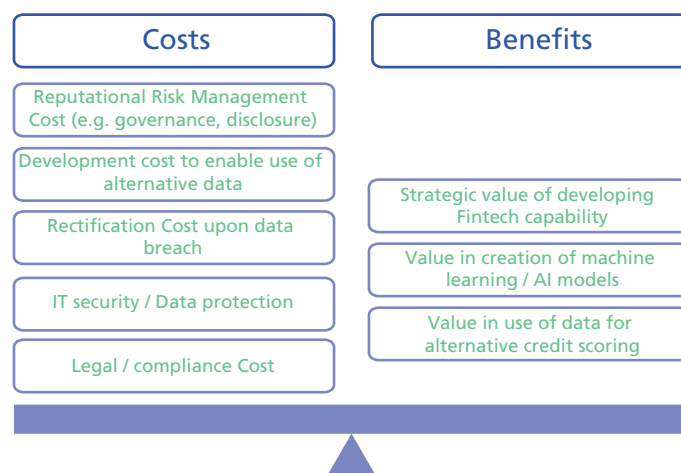 Costs
Reputational Risk Management
Cost (e.g. governance, disclosure)
Development cost to enable use of
alternative data
Rectification Cost upon data
breach
IT security / Data protection
Legal / compliance Cost
Benefits
Strategic value of developing
Fintech capability
Value in creation of machine
learning / AI models
Value in use of data for
alternative credit scoring